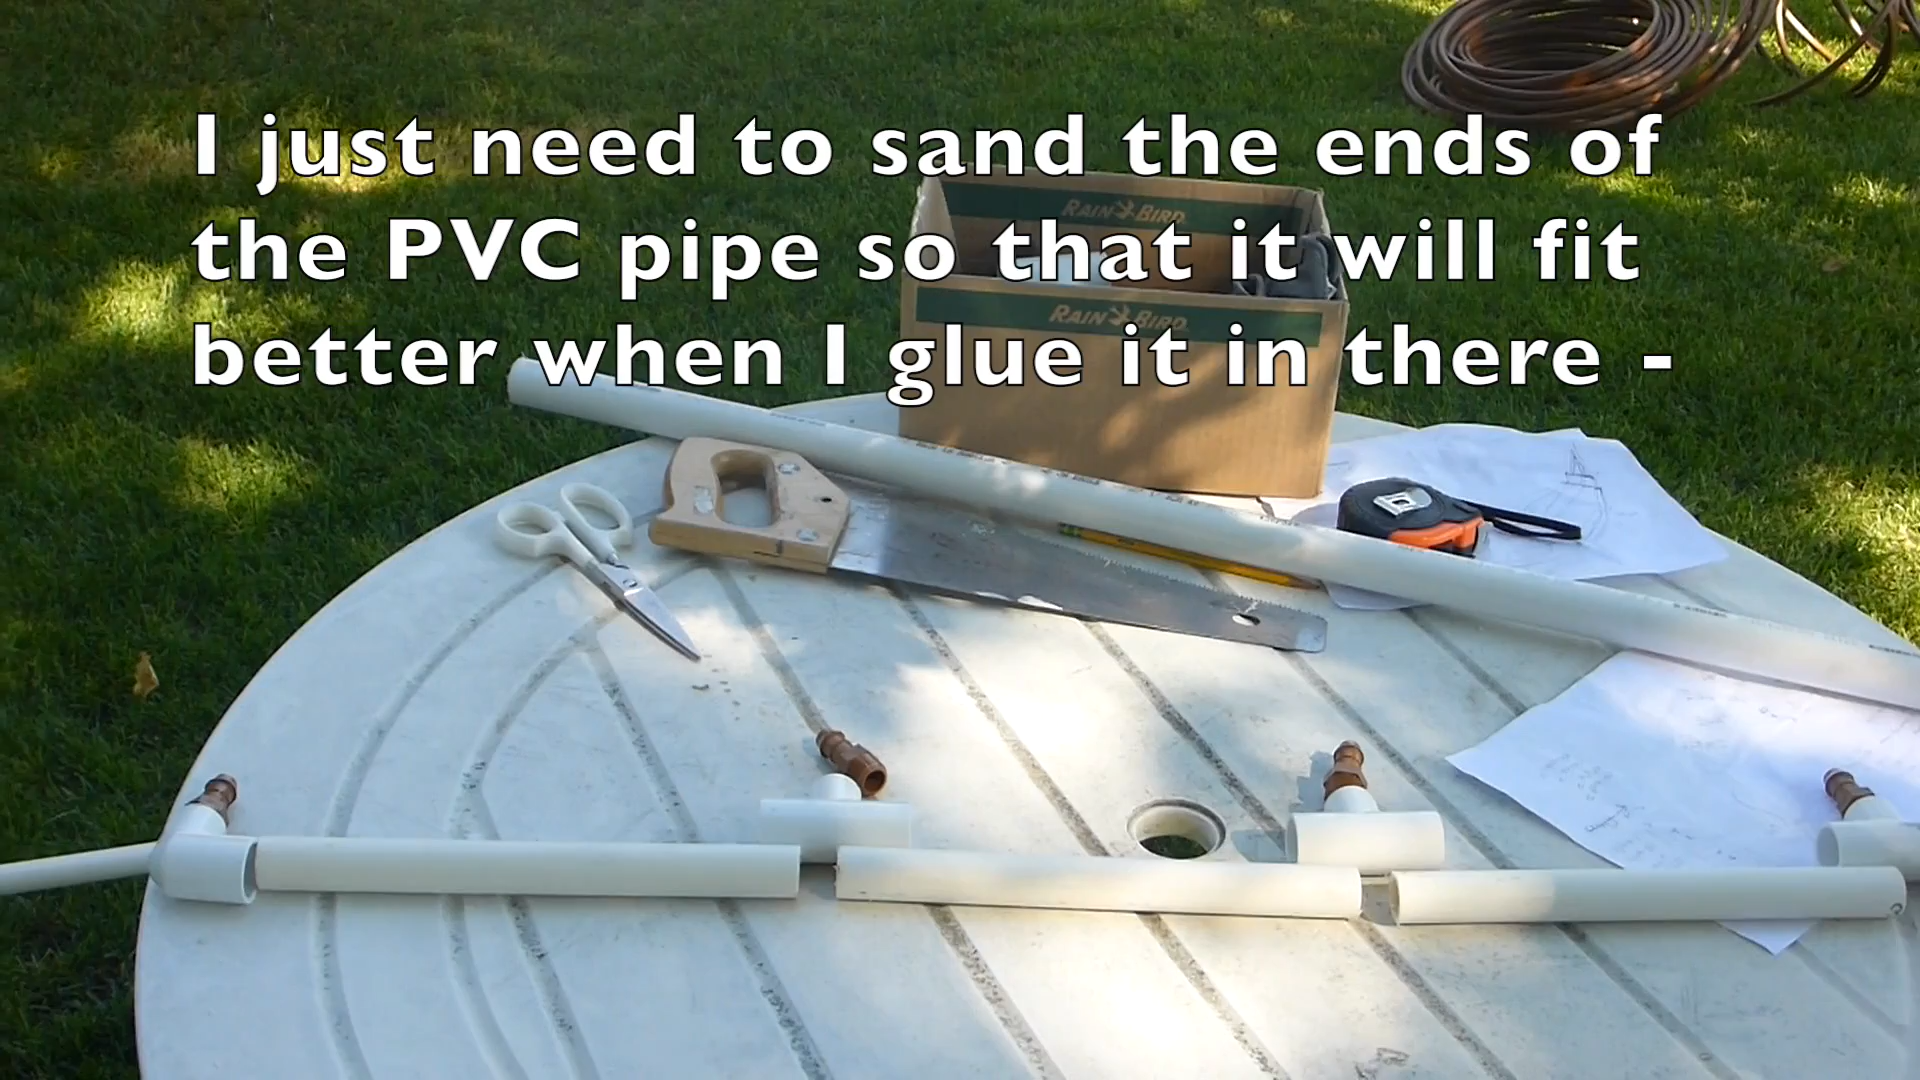 I just need to sand the ends of
the PVC pipe so that it will fit
better when I glue it in there -
RAIN BIRD
RAIN BIRD